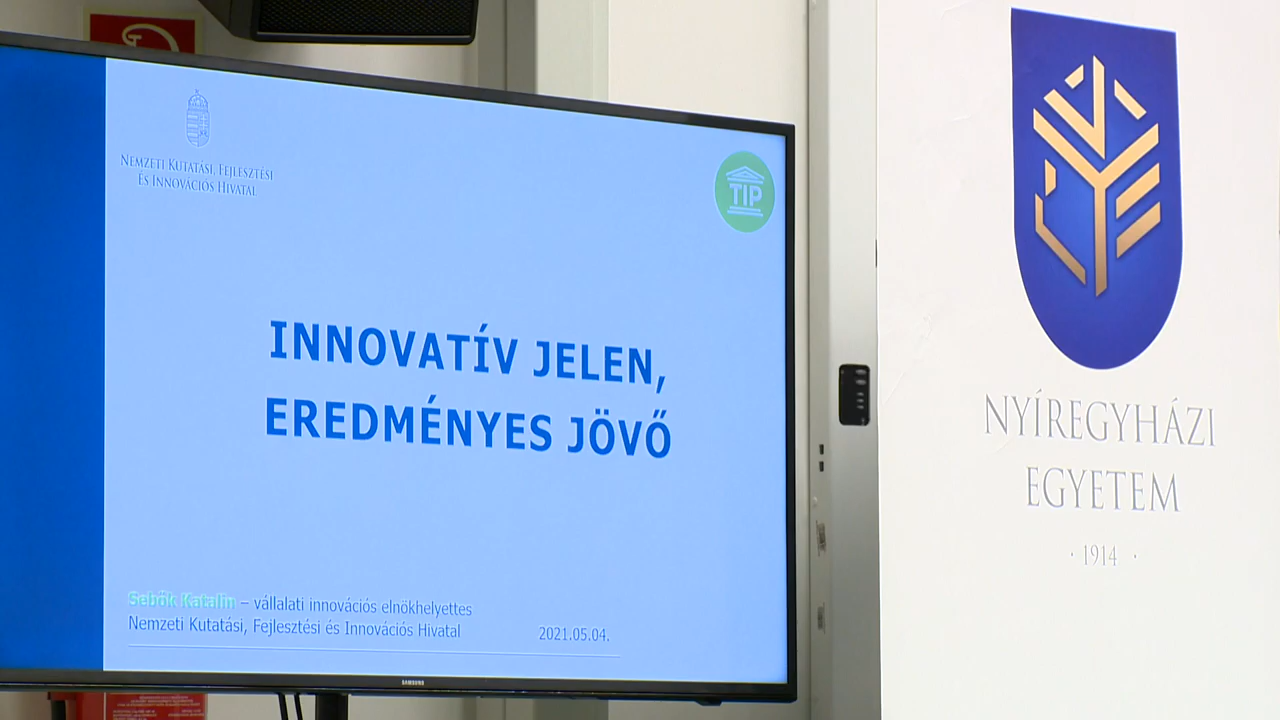 NEMZETI KUTATÁSI, FEJLESZTÉSI
ÉS INNOVÁCIÓS HIVATAL
TIP
INNOVATÍV JELEN,
EREDMÉNYES JÖVŐ
Sebők Katalin – vállalati innovációs elnökhelyettes
Nemzeti Kutatási, Fejlesztési és Innovációs Hivatal
2021.05.04.
SAMSUNG
NYÍREGYHÁZI
EGYETEM
· 1914 ·